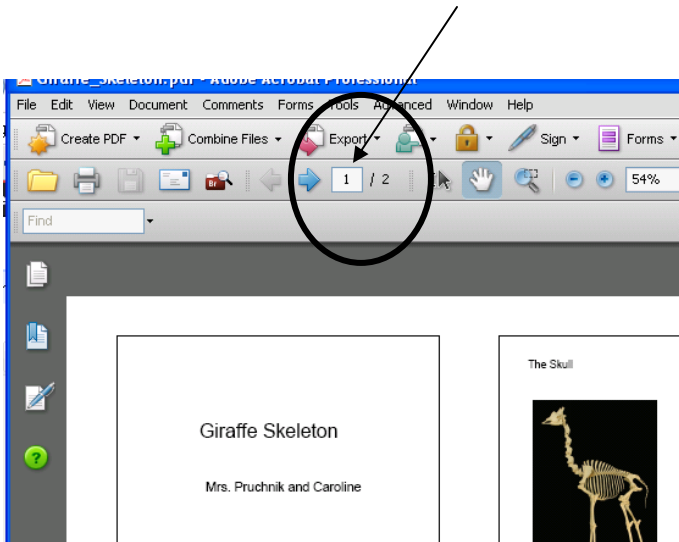 Giraffe_Skeleton.pdf - Adobe Acrobat Professional
File Edit View Document Comments Forms Tools Advanced Window Help
Create PDF Combine Files Export Sign Forms
Br 1 / 2 54%
Find
The Skull
Giraffe Skeleton
Mrs. Pruchnik and Caroline